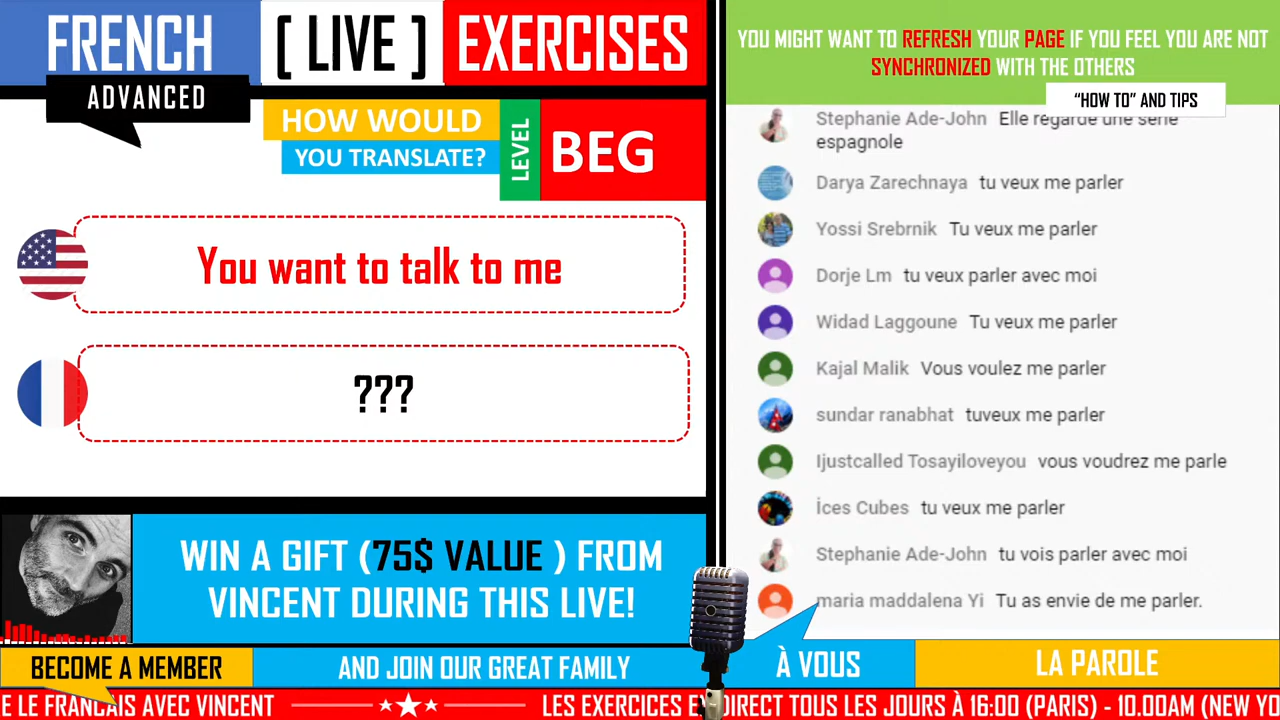 FRENCH [ LIVE ] EXERCISES
ADVANCED
HOW WOULD
YOU TRANSLATE?
LEVEL
BEG
You want to talk to me
???
WIN A GIFT (75$ VALUE ) FROM
VINCENT DURING THIS LIVE!
YOU MIGHT WANT TO REFRESH YOUR PAGE IF YOU FEEL YOU ARE NOT
SYNCHRONIZED WITH THE OTHERS
“HOW TO” AND TIPS
Stephanie Ade-John Elle regarde une série
espagnole
Darya Zarechnaya tu veux me parler
Yossi Srebrnik Tu veux me parler
Dorje Lm tu veux parler avec moi
Widad Laggoune Tu veux me parler
Kajal Malik Vous voulez me parler
sundar ranabhat tuveux me parler
Ijustcalled Tosayiloveyou vous voudrez me parle
İces Cubes tu veux me parler
Stephanie Ade-John tu vois parler avec moi
maria maddalena Yi Tu as envie de me parler.
BECOME A MEMBER AND JOIN OUR GREAT FAMILY
À VOUS LA PAROLE
E LE FRANÇAIS AVEC VINCENT LES EXERCICES EN DIRECT TOUS LES JOURS À 16:00 (PARIS) - 10.00AM (NEW YO